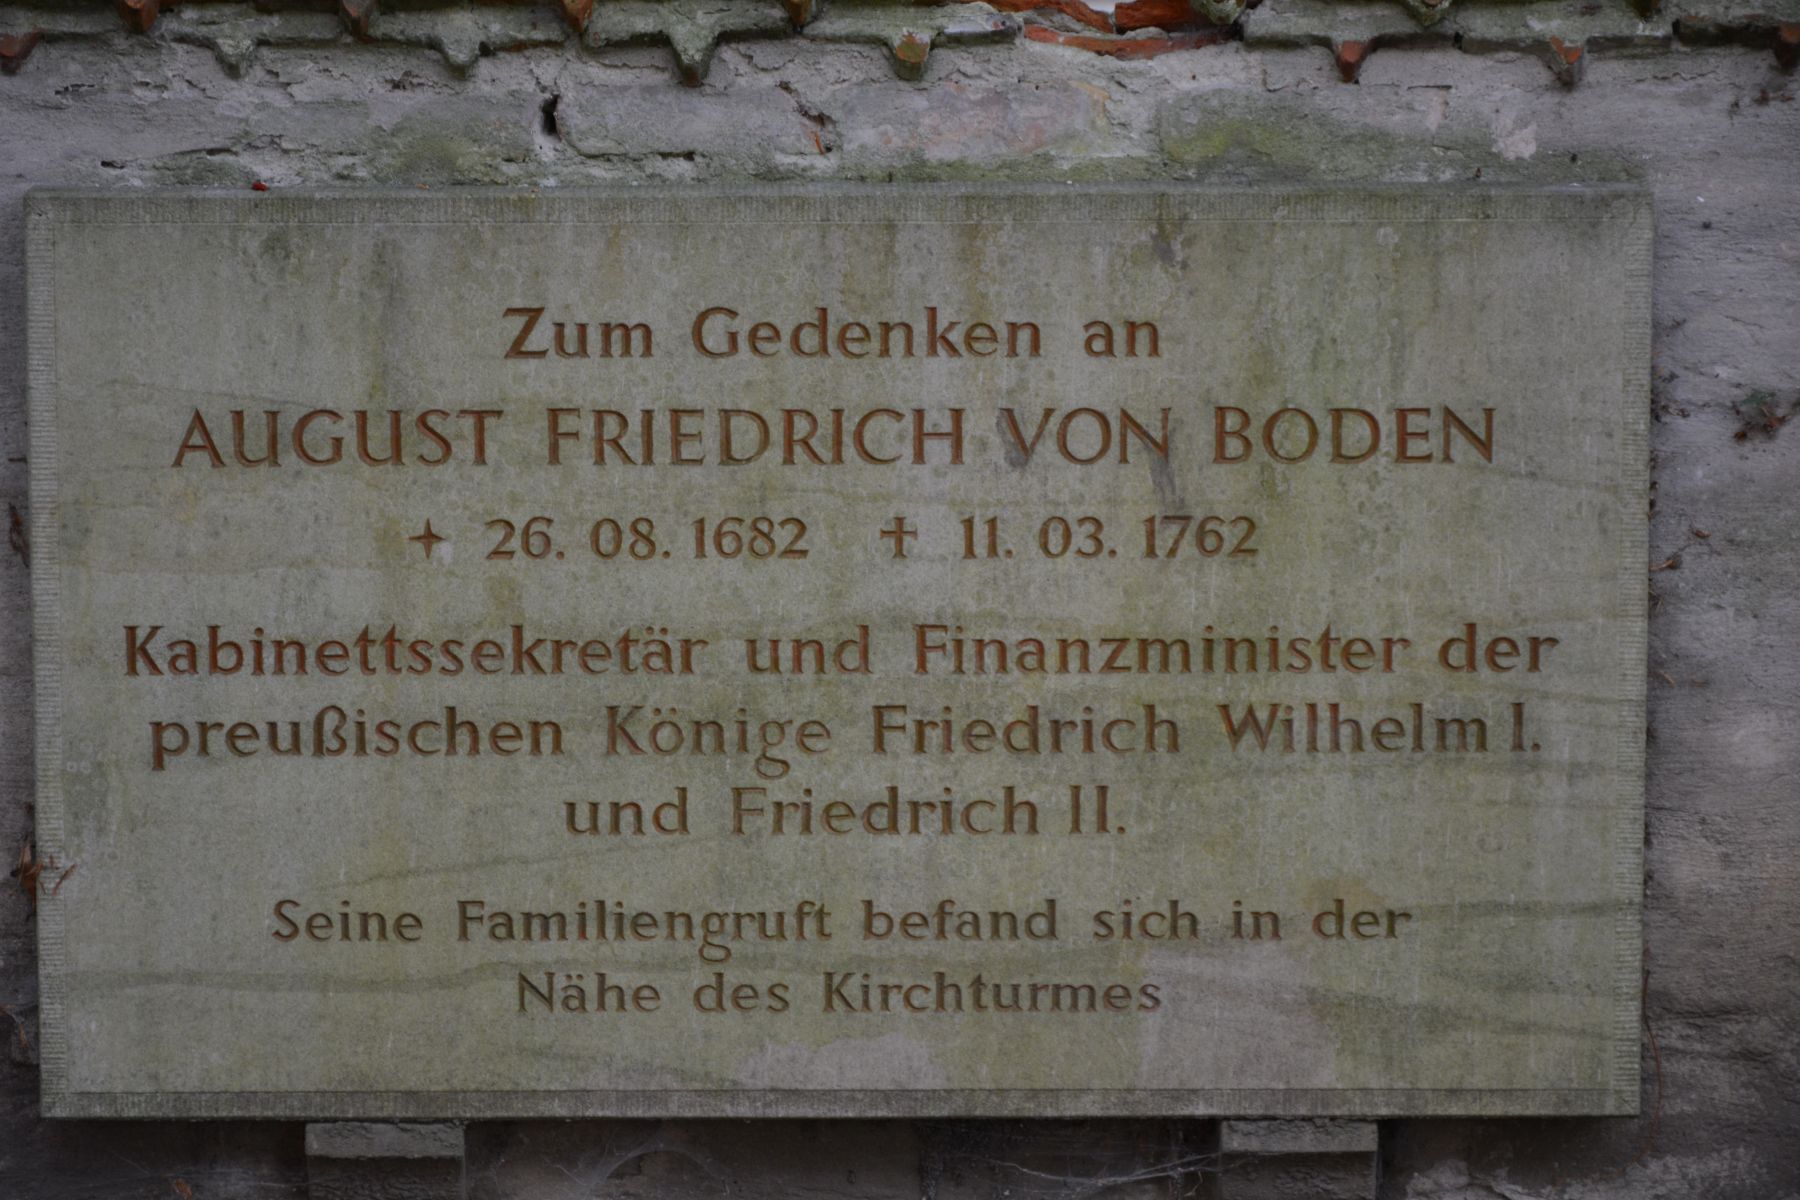 Zum Gedenken an
AUGUST FRIEDRICH VON BODEN
✦ 26. 08. 1682 ✝ 11. 03. 1762
Kabinettssekretär und Finanzminister der
preußischen Könige Friedrich Wilhelm I.
und Friedrich II.
Seine Familiengruft befand sich in der
Nähe des Kirchturmes